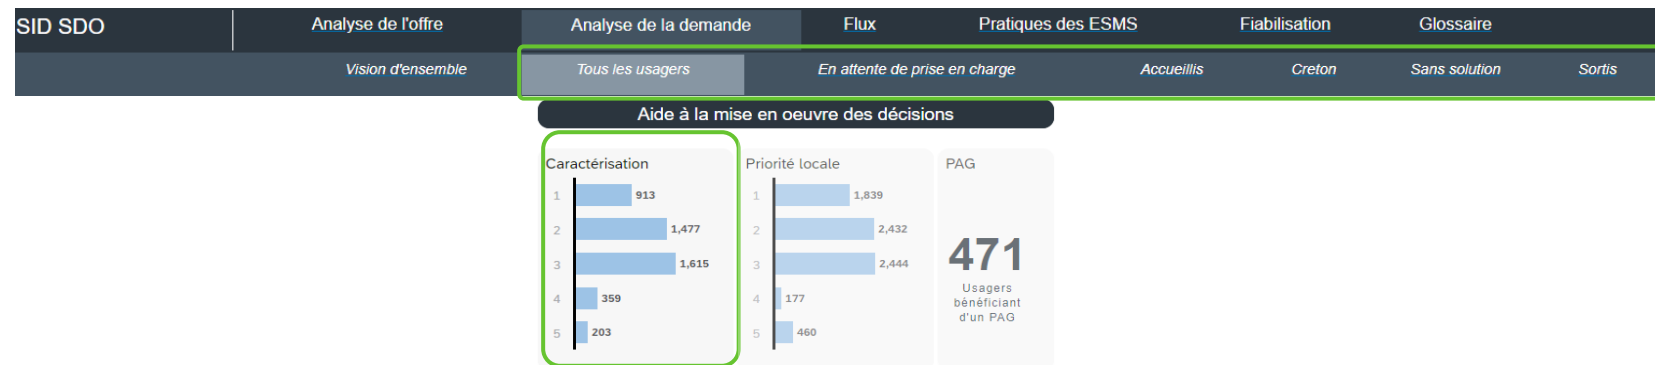 SID SDO Analyse de l'offre Analyse de la demande Flux Pratiques des ESMS Fiabilisation Glossaire
Vision d'ensemble Tous les usagers En attente de prise en charge Accueillis Creton Sans solution Sortis
Aide à la mise en oeuvre des décisions
Caractérisation
1 913
2 1,477
3 1,615
4 359
5 203
Priorité locale
1 1,839
2 2,432
3 2,444
4 177
5 460
PAG
471
Usagers
bénéficiant
d'un PAG